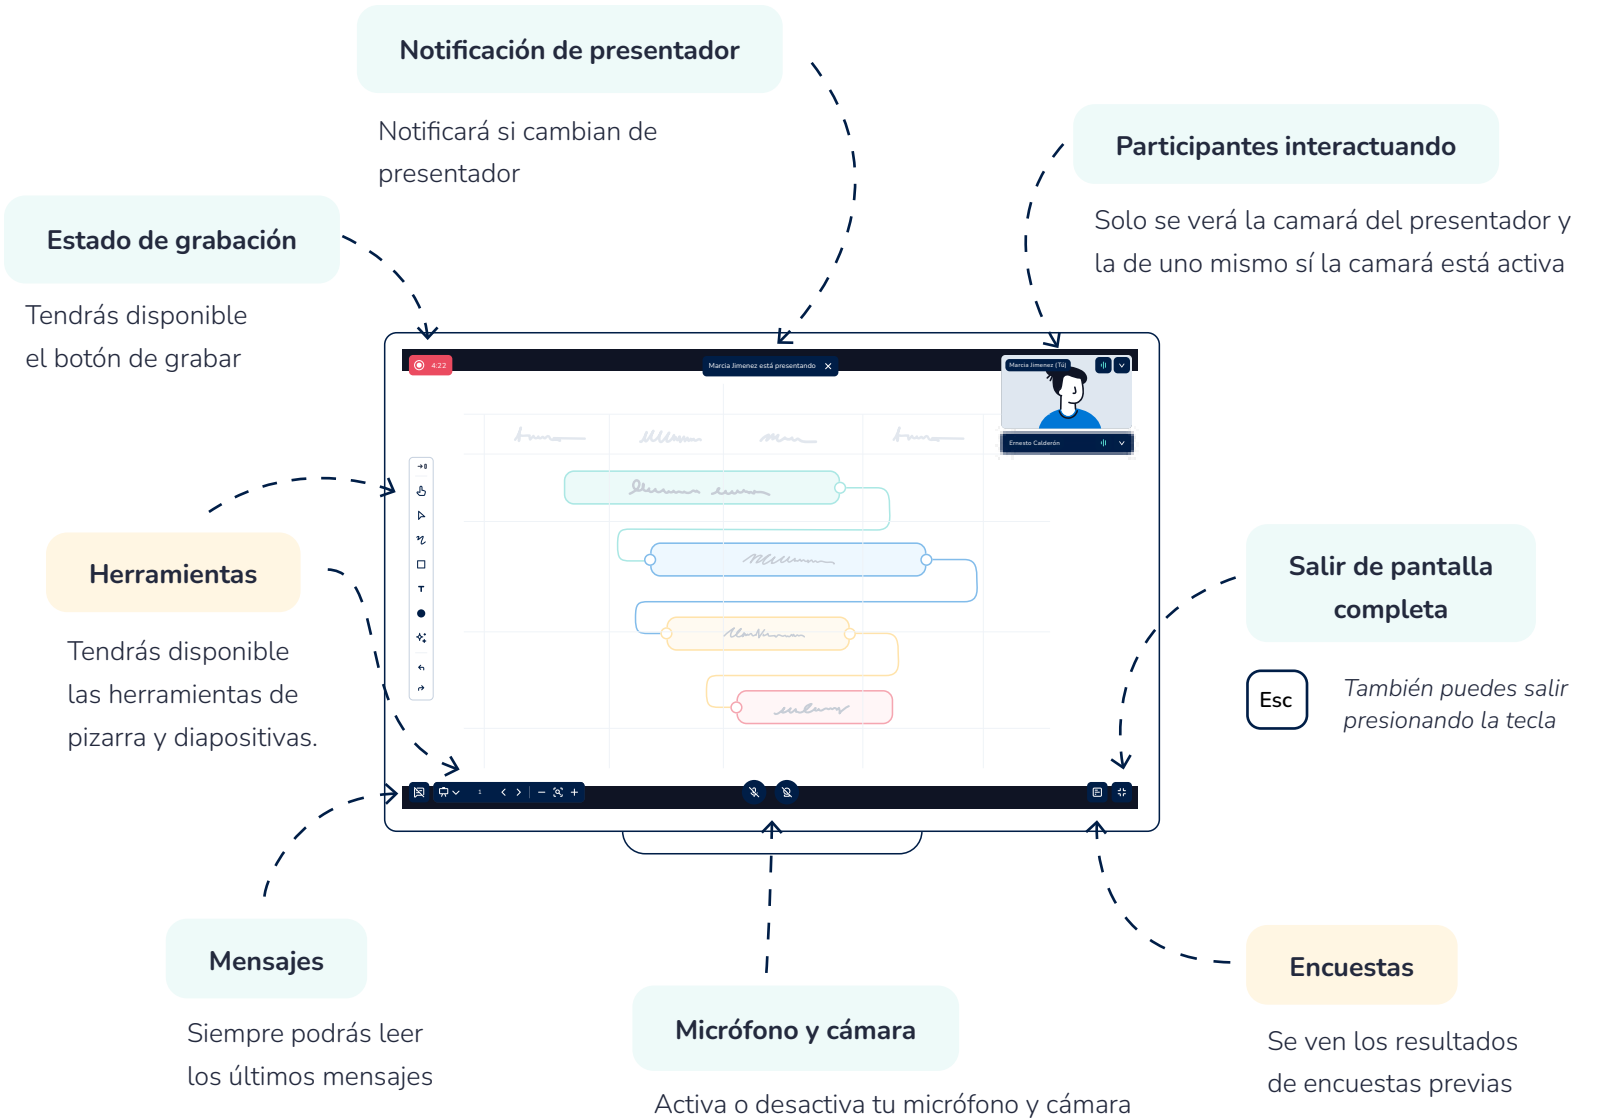 Notificación de presentador
Notificará si cambian de
presentador
Participantes interactuando
Solo se verá la camará del presentador y
la de uno mismo sí la camará está activa
Estado de grabación
Tendrás disponible
el botón de grabar
4:22
Marcia Jimenez está presentando
Marcia Jimenez (Tú)
Ernesto Calderón
T
Herramientas
Tendrás disponible
las herramientas de
pizarra y diapositivas.
Salir de pantalla
completa
Esc
También puedes salir
presionando la tecla
1
Mensajes
Siempre podrás leer
los últimos mensajes
Micrófono y cámara
Activa o desactiva tu micrófono y cámara
Encuestas
Se ven los resultados
de encuestas previas